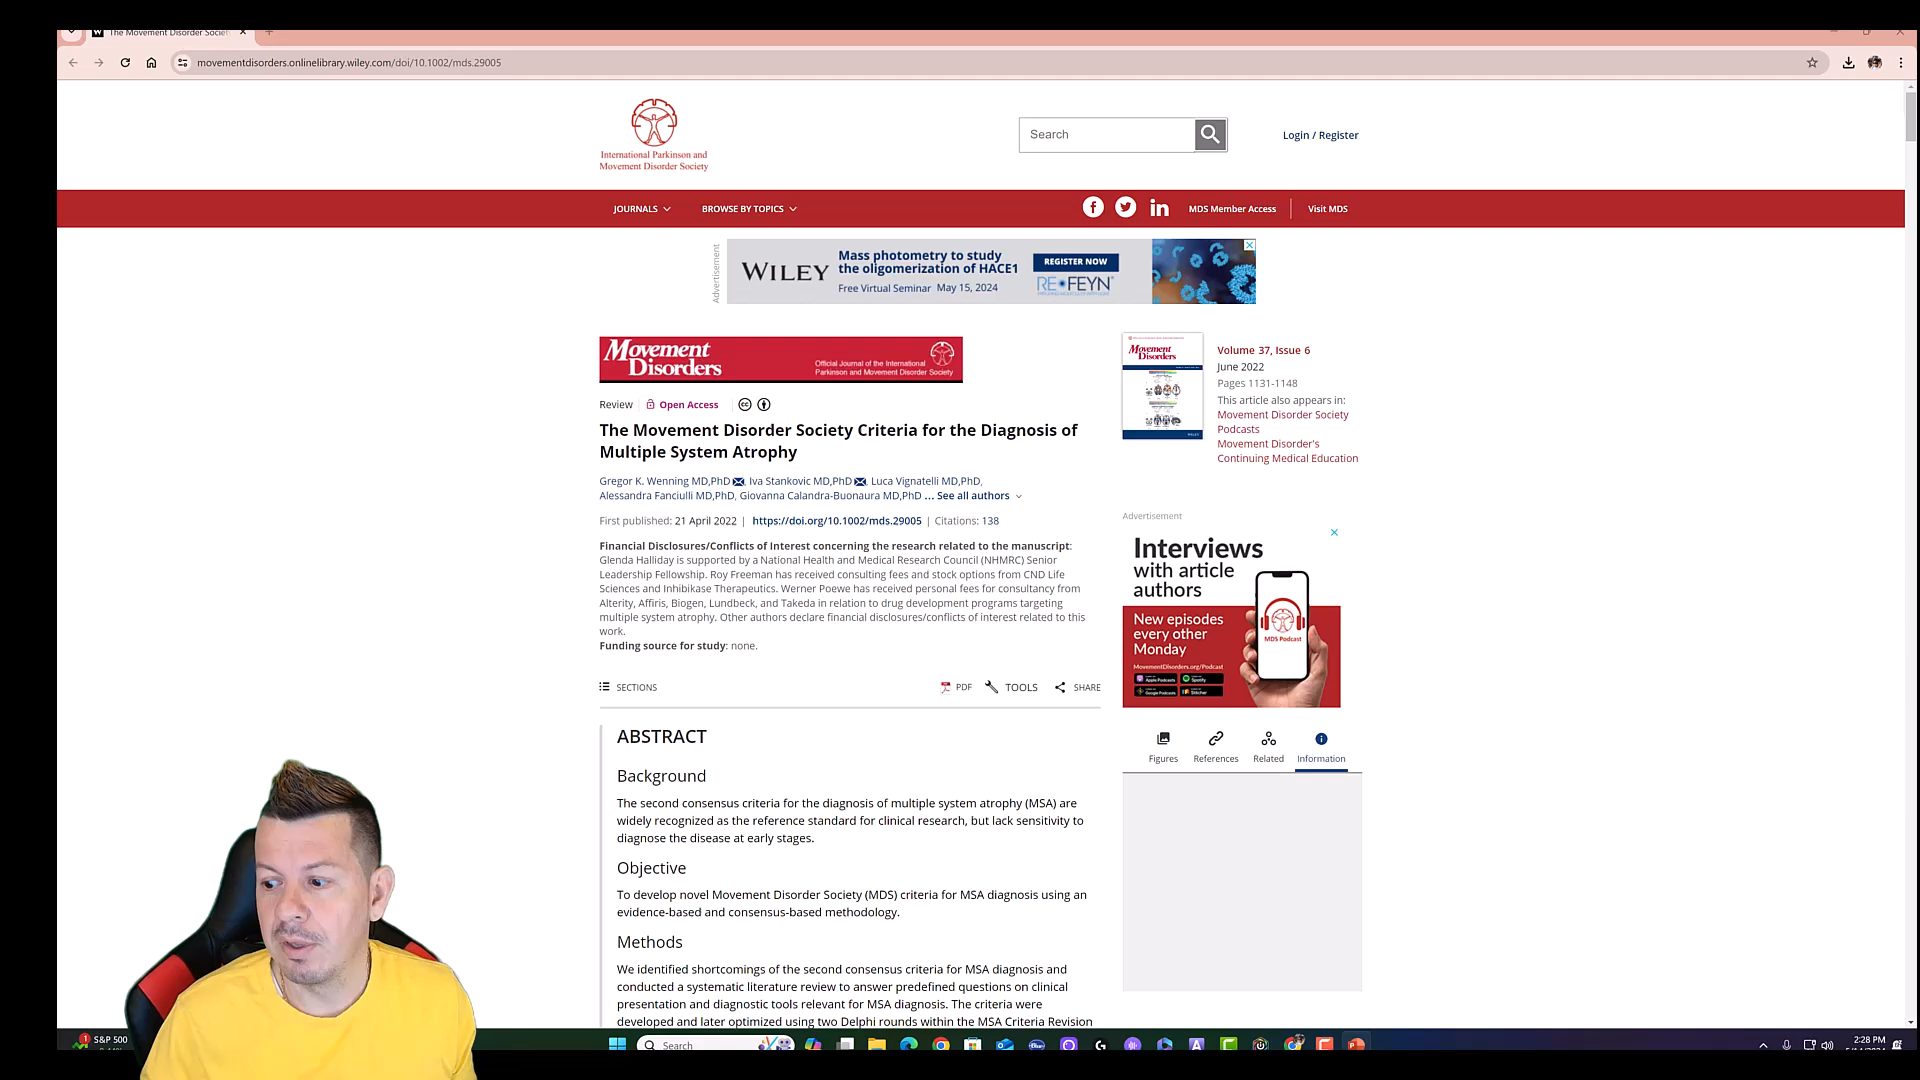 The Movement Disorder Societ
movementdisorders.onlinelibrary.wiley.com/doi/10.1002/mds.29005
International Parkinson and
Movement Disorder Society
Search
Login / Register
JOURNALS
BROWSE BY TOPICS
MDS Member Access
Visit MDS
Advertisement
WILEY
Mass photometry to study
the oligomerization of HACE1
Free Virtual Seminar May 15, 2024
REGISTER NOW
REFEYN
Movement
Disorders
Official Journal of the International
Parkinson and Movement Disorder Society
Review
Open Access
The Movement Disorder Society Criteria for the Diagnosis of
Multiple System Atrophy
Gregor K. Wenning MD,PhD, Iva Stankovic MD,PhD, Luca Vignatelli MD,PhD,
Alessandra Fanciulli MD,PhD, Giovanna Calandra-Buonaura MD,PhD ... See all authors
First published: 21 April 2022 | https://doi.org/10.1002/mds.29005 | Citations: 138
Financial Disclosures/Conflicts of Interest concerning the research related to the manuscript:
Glenda Halliday is supported by a National Health and Medical Research Council (NHMRC) Senior
Leadership Fellowship. Roy Freeman has received consulting fees and stock options from CND Life
Sciences and Inhibikase Therapeutics. Werner Poewe has received personal fees for consultancy from
Alterity, Affiris, Biogen, Lundbeck, and Takeda in relation to drug development programs targeting
multiple system atrophy. Other authors declare financial disclosures/conflicts of interest related to this
work.
Funding source for study: none.
SECTIONS
PDF
TOOLS
SHARE
ABSTRACT
Background
The second consensus criteria for the diagnosis of multiple system atrophy (MSA) are
widely recognized as the reference standard for clinical research, but lack sensitivity to
diagnose the disease at early stages.
Objective
To develop novel Movement Disorder Society (MDS) criteria for MSA diagnosis using an
evidence-based and consensus-based methodology.
Methods
We identified shortcomings of the second consensus criteria for MSA diagnosis and
conducted a systematic literature review to answer predefined questions on clinical
presentation and diagnostic tools relevant for MSA diagnosis. The criteria were
developed and later optimized using two Delphi rounds within the MSA Criteria Revision
Movement
Disorders
Volume 37, Issue 6
June 2022
Pages 1131-1148
This article also appears in:
Movement Disorder Society
Podcasts
Movement Disorder's
Continuing Medical Education
Advertisement
Interviews
with article
authors
New episodes
every other
Monday
MovementDisorders.org/Podcast
Apple Podcasts
Spotify
Google Podcasts
Stitcher
MDS Podcast
Figures
References
Related
Information
S&P 500
Search
2:28 PM